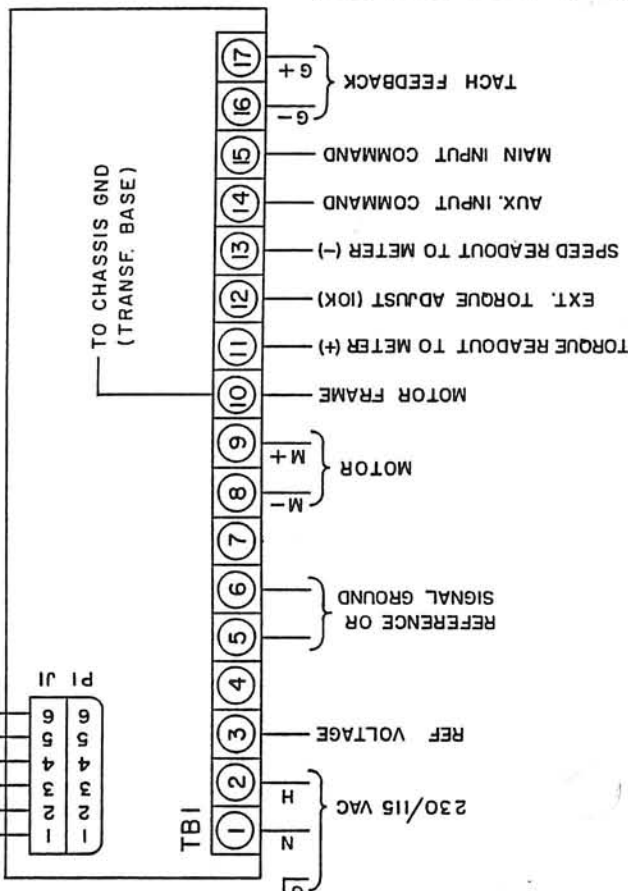 17
G+
TACH FEEDBACK
16
G-
15
MAIN INPUT COMMAND
14
AUX. INPUT COMMAND
13
SPEED READOUT TO METER (-)
12
EXT. TORQUE ADJUST (10K)
11
TORQUE READOUT TO METER (+)
10
MOTOR FRAME
TO CHASSIS GND
(TRANSF. BASE)
9
M+
MOTOR
8
M-
7
6
REFERENCE OR
SIGNAL GROUND
5
4
3
REF VOLTAGE
2
H
230/115 VAC
1
N
TB1
J1 P1
6 6
5 5
4 4
3 3
2 2
1 1